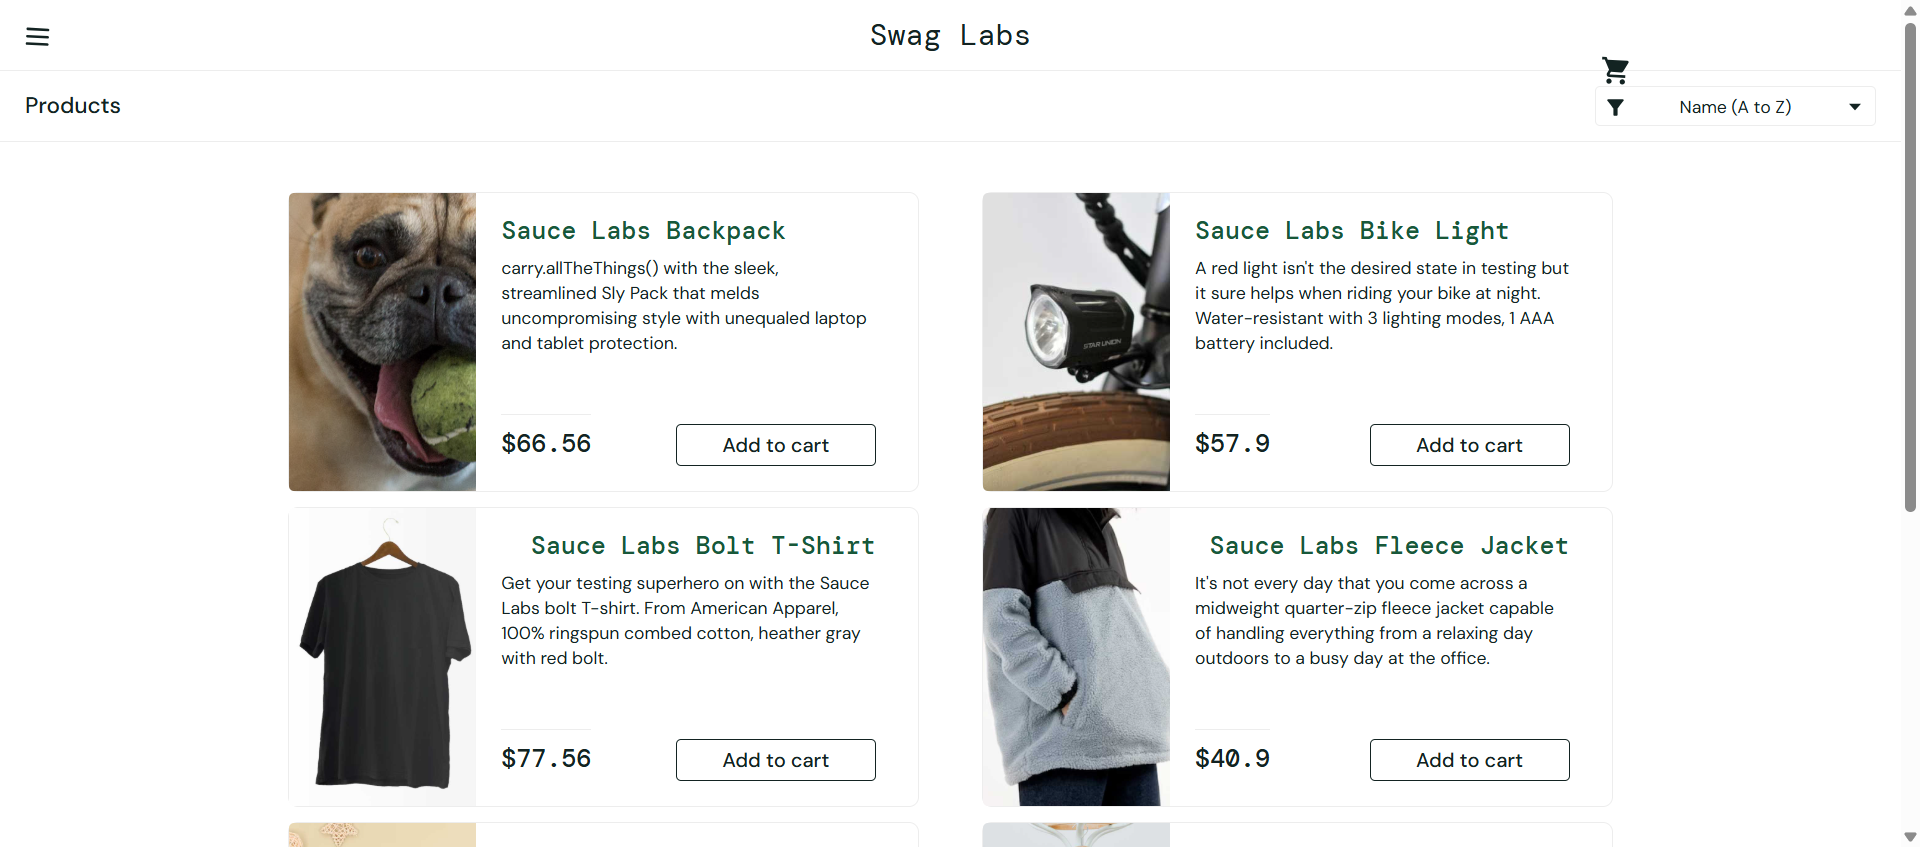 Swag Labs
Products
Name (A to Z)
Sauce Labs Backpack
carry.allTheThings() with the sleek,
streamlined Sly Pack that melds
uncompromising style with unequaled laptop
and tablet protection.
$66.56
Add to cart
STAR UNION
Sauce Labs Bike Light
A red light isn't the desired state in testing but
it sure helps when riding your bike at night.
Water-resistant with 3 lighting modes, 1 AAA
battery included.
$57.9
Add to cart
Sauce Labs Bolt T-Shirt
Get your testing superhero on with the Sauce
Labs bolt T-shirt. From American Apparel,
100% ringspun combed cotton, heather gray
with red bolt.
$77.56
Add to cart
Sauce Labs Fleece Jacket
It's not every day that you come across a
midweight quarter-zip fleece jacket capable
of handling everything from a relaxing day
outdoors to a busy day at the office.
$40.9
Add to cart